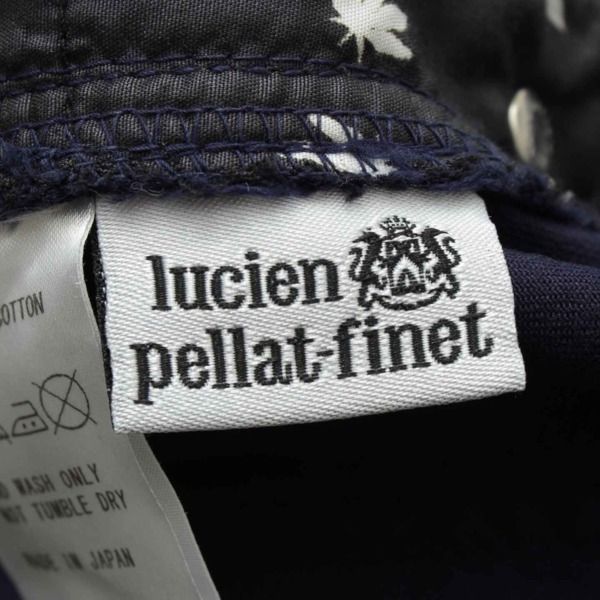 lucien
pellat-finet
COTTON
WASH ONLY
NOT TUMBLE DRY
MADE IN JAPAN